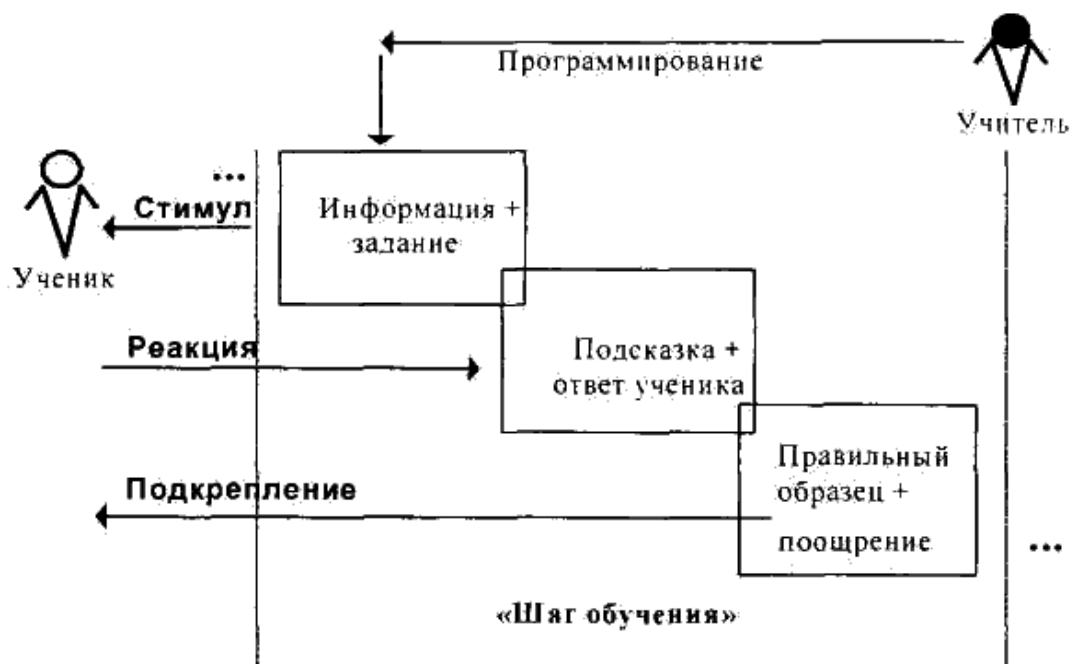 Программирование
Учитель
...
Стимул
Ученик
Информация +
задание
Реакция
Подсказка +
ответ ученика
Подкрепление
Правильный
образец +
поощрение
...
«Шаг обучения»